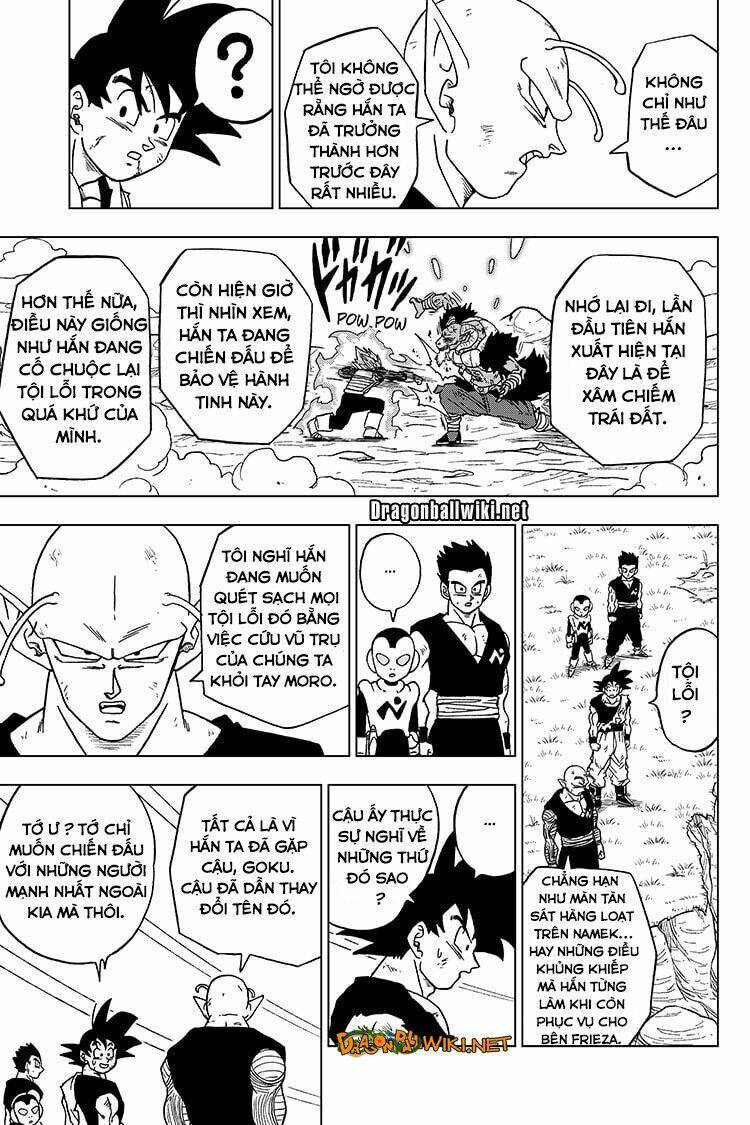 KHÔNG
CHỈ NHƯ
THẾ ĐÂU
...
TÔI KHÔNG
THỂ NGỜ ĐƯỢC
RẰNG HẮN TA
ĐÃ TRƯỞNG
THÀNH HƠN
TRƯỚC ĐÂY
RẤT NHIỀU.
?
NHỚ LẠI ĐI, LẦN
ĐẦU TIÊN HẮN
XUẤT HIỆN TẠI
ĐÂY LÀ ĐỂ
XÂM CHIẾM
TRÁI ĐẤT.
ドガガッ
POW, POW
CÒN HIỆN GIỜ
THÌ NHÌN XEM,
HẮN TA ĐANG
CHIẾN ĐẤU ĐỂ
BẢO VỆ HÀNH
TINH NÀY.
HƠN THẾ NỮA,
ĐIỀU NÀY GIỐNG
NHƯ HẮN ĐANG
CỐ CHUỘC LẠI
TỘI LỖI TRONG
QUÁ KHỨ CỦA
MÌNH.
Dragonballwiki.net
TỘI
LỖI
?
CHẲNG HẠN
NHƯ MÀN TÀN
SÁT HÀNG LOẠT
TRÊN NAMEK...
HAY NHỮNG ĐIỀU
KHỦNG KHIẾP
MÀ HẮN TỪNG
LÀM KHI CÒN
PHỤC VỤ CHO
BÊN FRIEZA.
...
TÔI NGHĨ HẮN
ĐANG MUỐN
QUÉT SẠCH MỌI
TỘI LỖI ĐÓ BẰNG
VIỆC CỨU VŨ TRỤ
CỦA CHÚNG TA
KHỎI TAY MORO.
...
CẬU ẤY THỰC
SỰ NGHĨ VỀ
NHỮNG THỨ
ĐÓ SAO
?
TẤT CẢ LÀ VÌ
HẮN TA ĐÃ GẶP
CẬU, GOKU.
CẬU ĐÃ DẦN THAY
ĐỔI TÊN ĐÓ.
TỚ Ư ? TỚ CHỈ
MUỐN CHIẾN ĐẤU
VỚI NHỮNG NGƯỜI
MẠNH NHẤT NGOÀI
KIA MÀ THÔI.
DRAGONBALLWIKI.NET